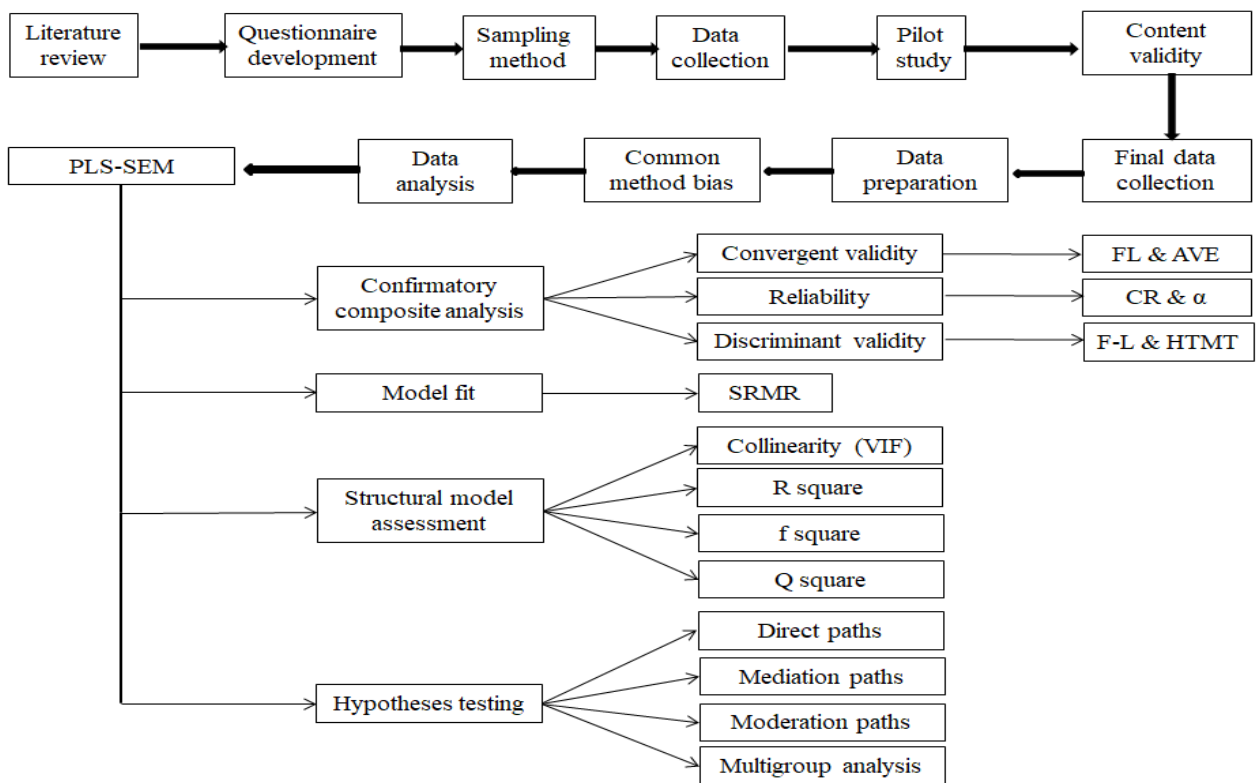 Literature
review
Questionnaire
development
Sampling
method
Data
collection
Pilot
study
Content
validity
PLS-SEM
Data
analysis
Common
method bias
Data
preparation
Final data
collection
Confirmatory
composite analysis
Convergent validity
FL & AVE
Reliability
CR & α
Discriminant validity
F-L & HTMT
Model fit
SRMR
Structural model
assessment
Collinearity (VIF)
R square
f square
Q square
Hypotheses testing
Direct paths
Mediation paths
Moderation paths
Multigroup analysis